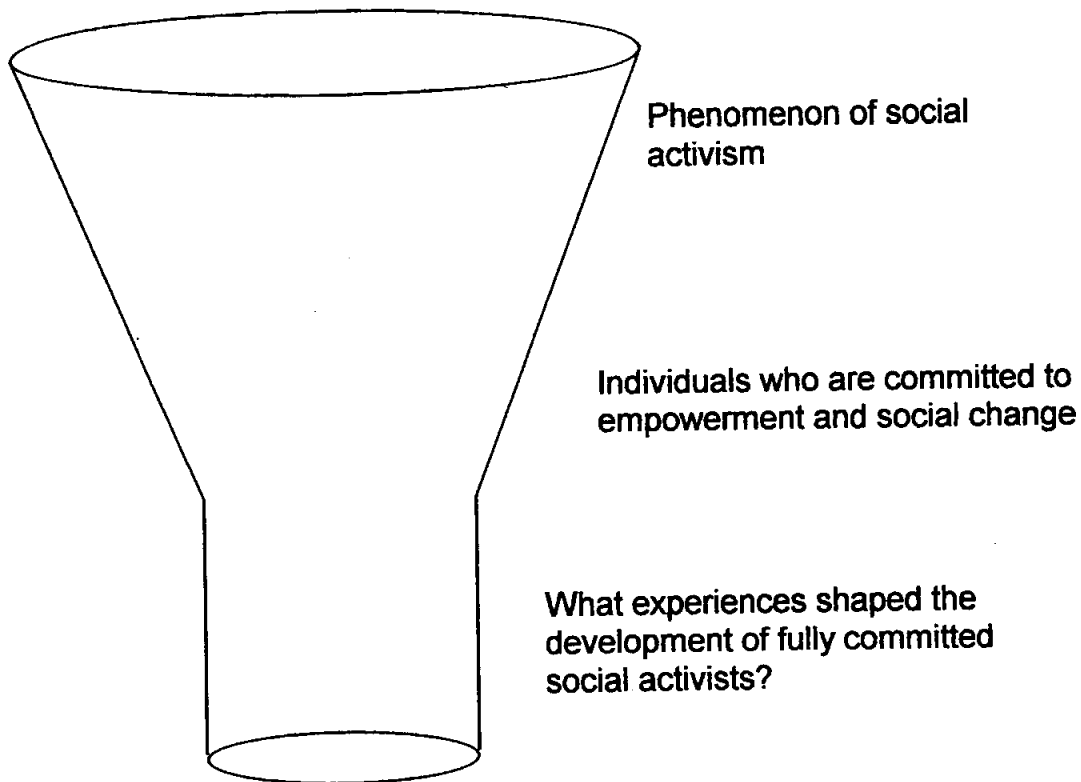 Phenomenon of social
activism
Individuals who are committed to
empowerment and social change
What experiences shaped the
development of fully committed
social activists?